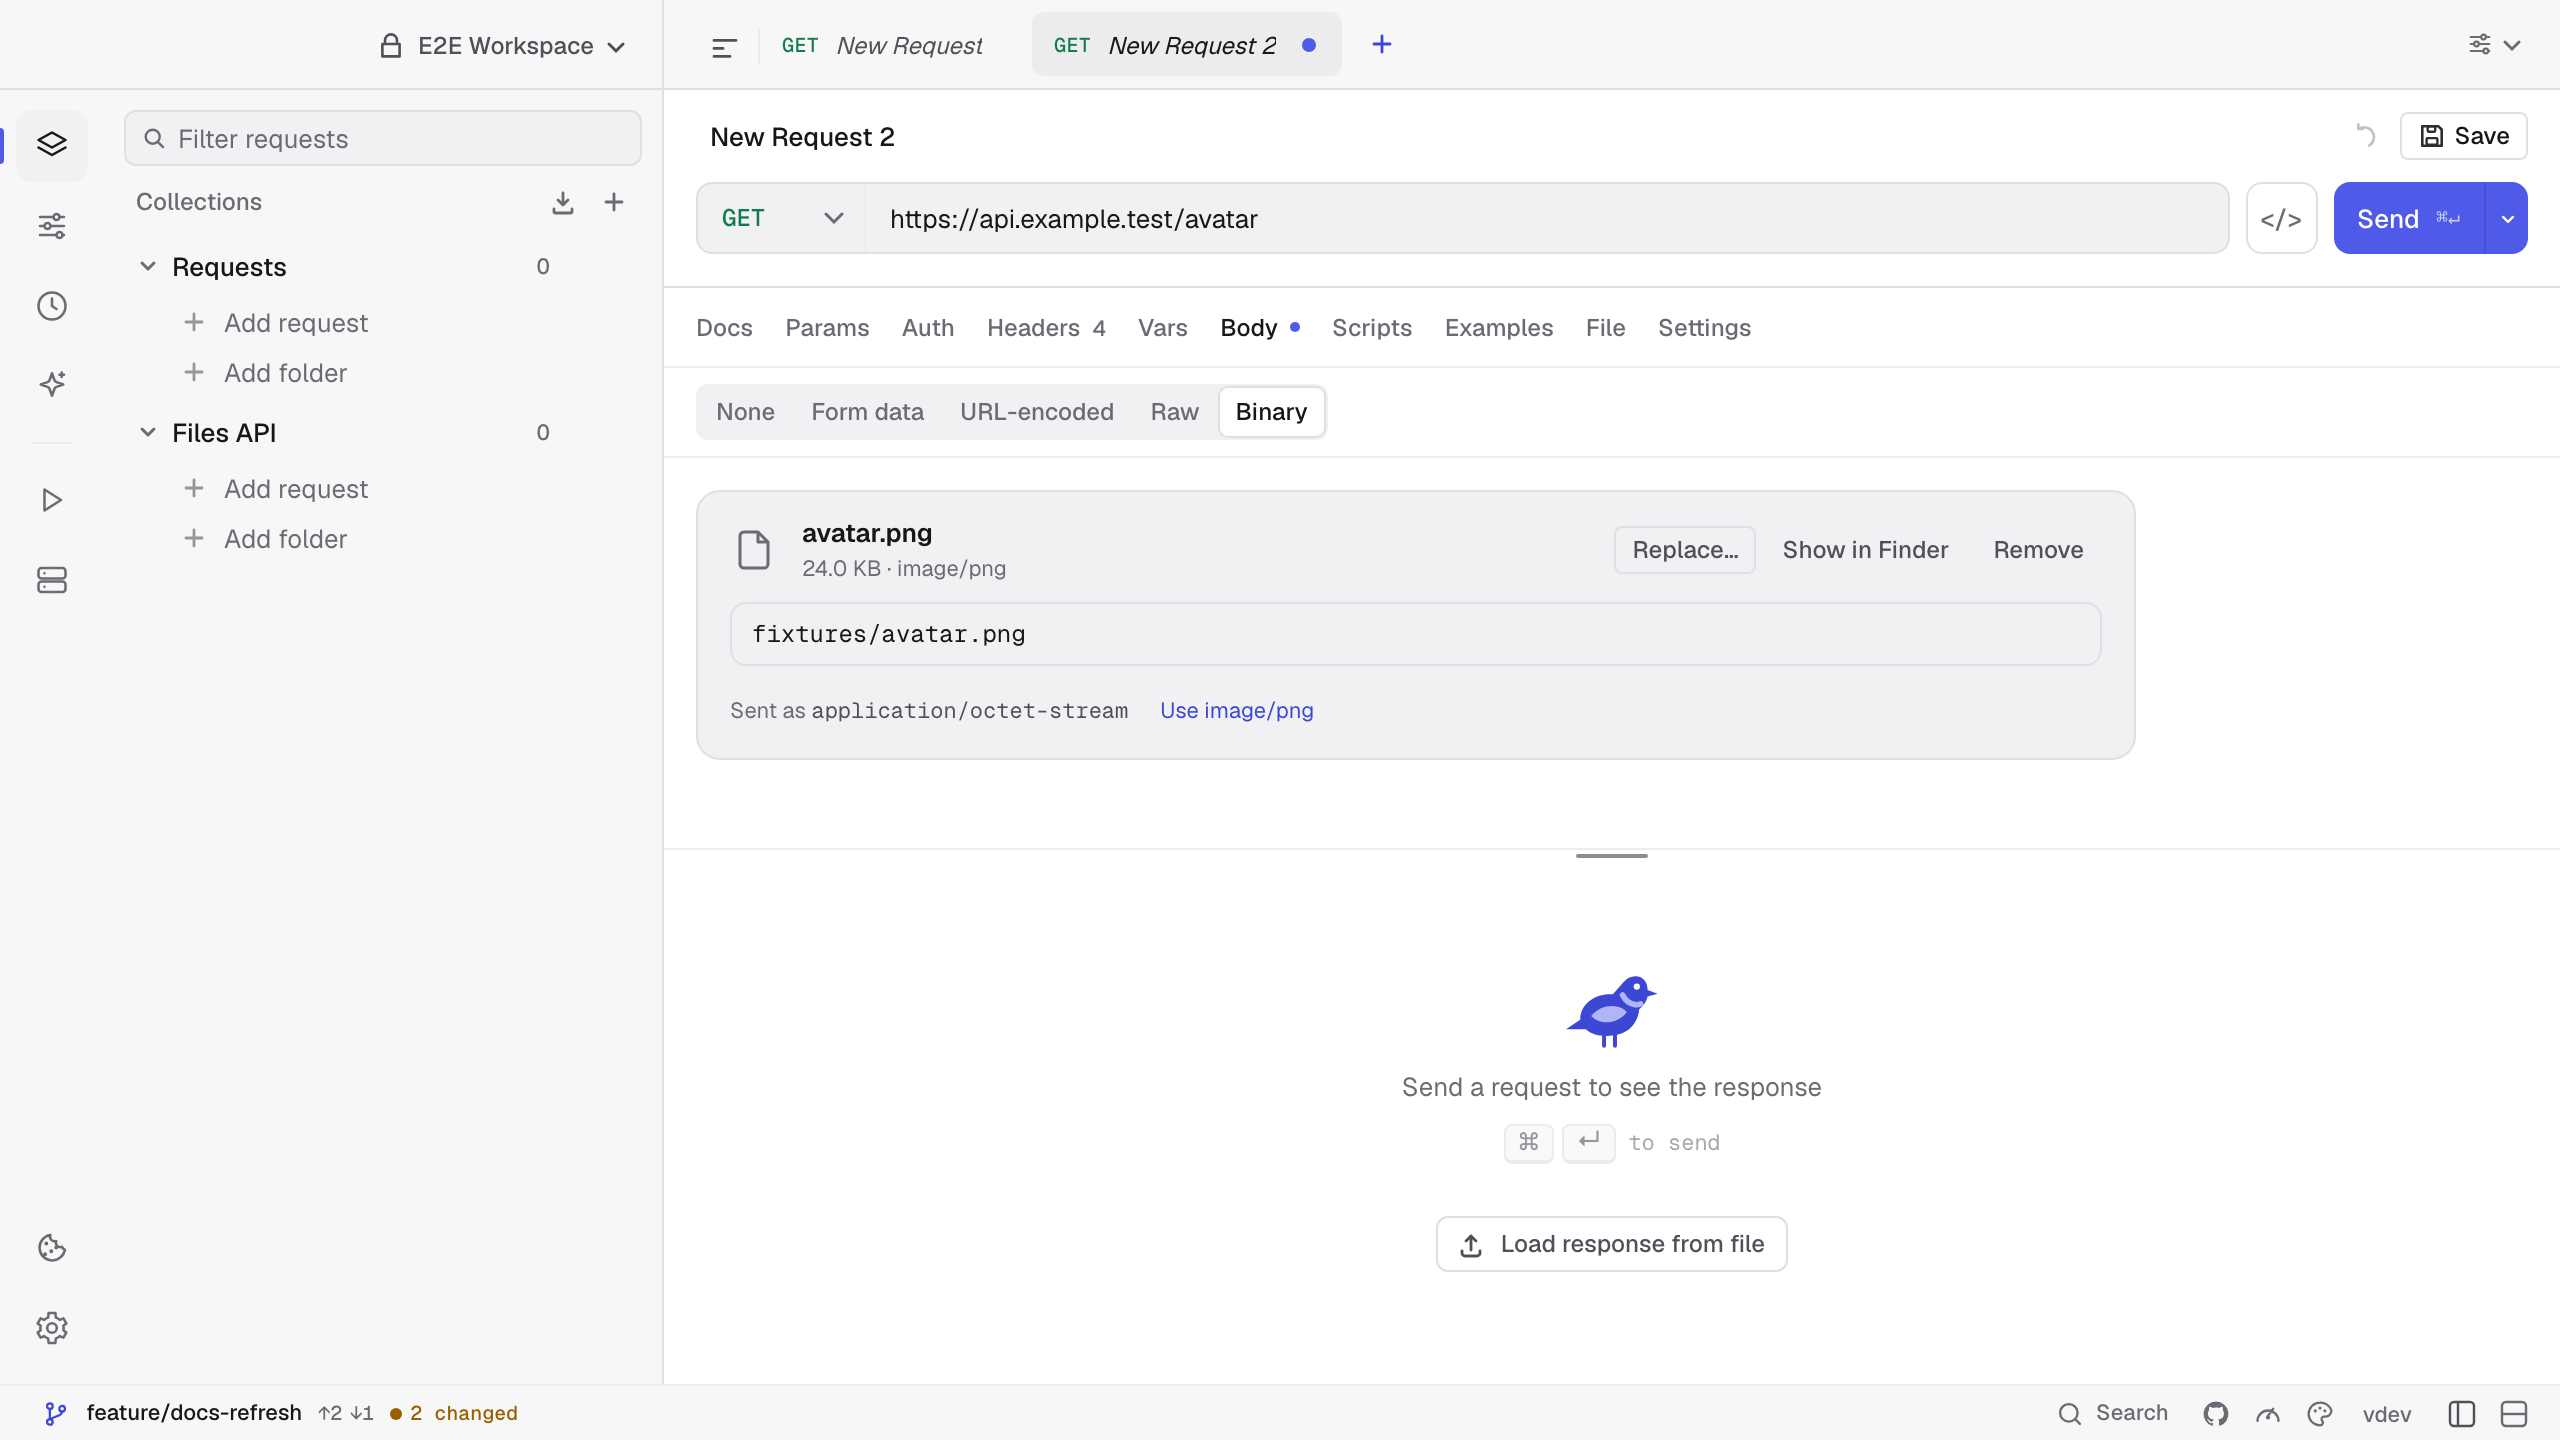 E2E Workspace
GET New Request
GET New Request 2
Filter requests
Collections
Requests 0
Add request
Add folder
Files API 0
Add request
Add folder
New Request 2
Save
GET https://api.example.test/avatar
</>
Send ⌘↵
Docs Params Auth Headers 4 Vars Body Scripts Examples File Settings
None Form data URL-encoded Raw Binary
avatar.png
24.0 KB · image/png
Replace… Show in Finder Remove
fixtures/avatar.png
Sent as application/octet-stream Use image/png
Send a request to see the response
⌘ ↵ to send
Load response from file
feature/docs-refresh ↑2 ↓1 2 changed
Search
vdev